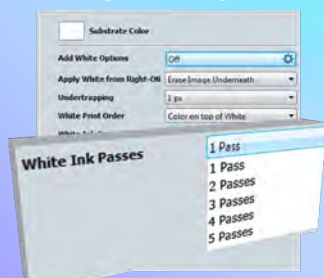 Substrate Color
Add White Options Off
Apply White from Right-ON Erase Image Underneath
Undertrapping 1 px
White Print Order Color on top of White
White Ink Passes 1 Pass
1 Pass
2 Passes
3 Passes
4 Passes
5 Passes